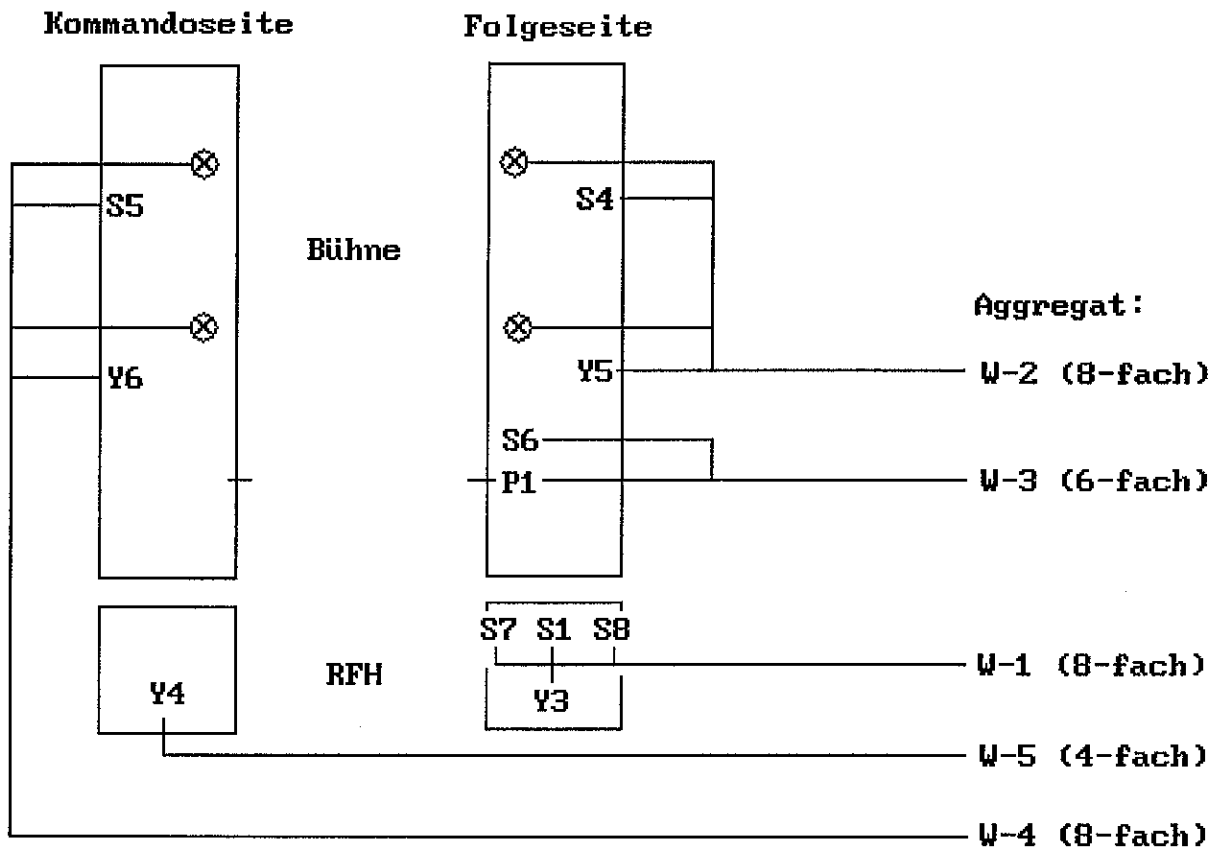 Kommandoseite
Folgeseite
S5
S4
Bühne
Aggregat:
Y6
Y5
W-2 (8-fach)
S6
P1
W-3 (6-fach)
S7 S1 S8
RFH
W-1 (8-fach)
Y4
Y3
W-5 (4-fach)
W-4 (8-fach)